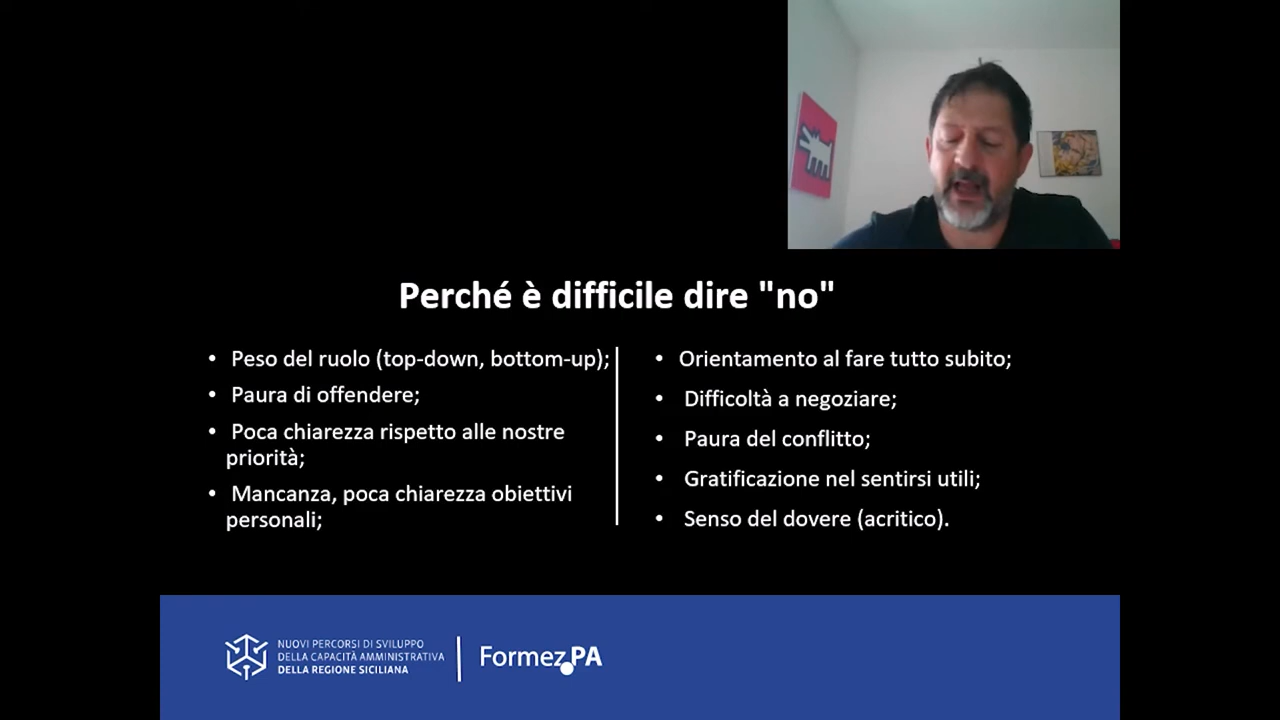 Perché è difficile dire "no"
• Peso del ruolo (top-down, bottom-up);
• Paura di offendere;
• Poca chiarezza rispetto alle nostre
priorità;
• Mancanza, poca chiarezza obiettivi
personali;
• Orientamento al fare tutto subito;
• Difficoltà a negoziare;
• Paura del conflitto;
• Gratificazione nel sentirsi utili;
• Senso del dovere (acritico).
NUOVI PERCORSI DI SVILUPPO
DELLA CAPACITÀ AMMINISTRATIVA
DELLA REGIONE SICILIANA
Formez PA